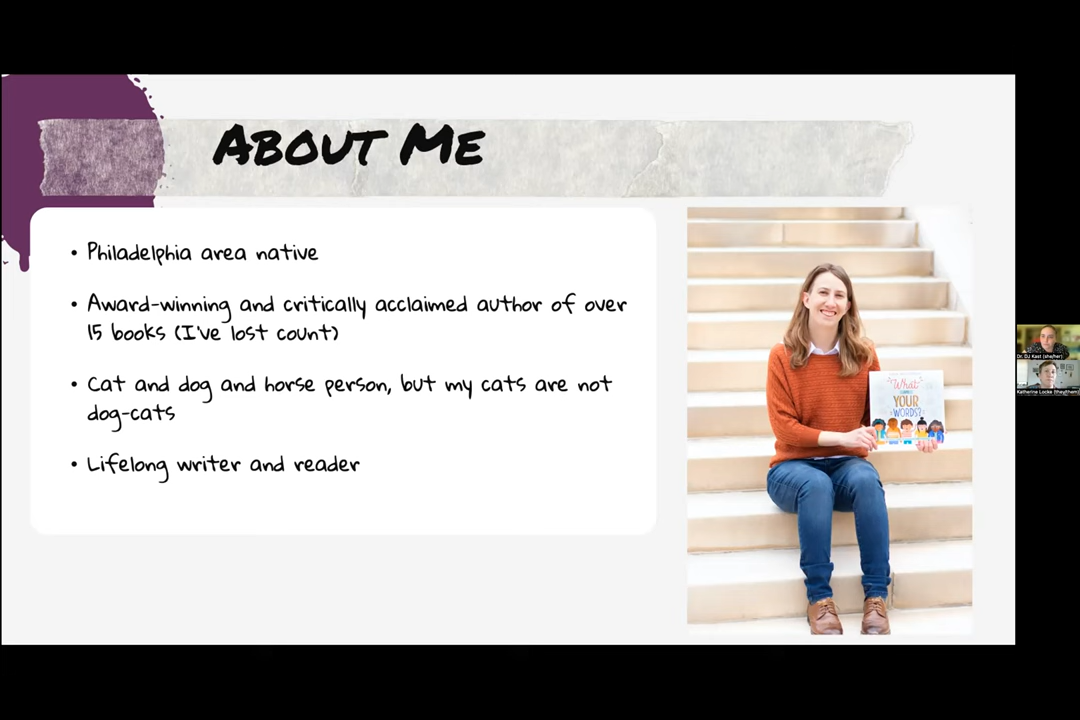 About Me
• Philadelphia area native
• Award-winning and critically acclaimed author of over
15 books (I've lost count)
• Cat and dog and horse person, but my cats are not
dog-cats
• Lifelong writer and reader
What
YOUR
WORDS?
Dr. DJ Kast (she/her)
Katherine Locke (they/them)